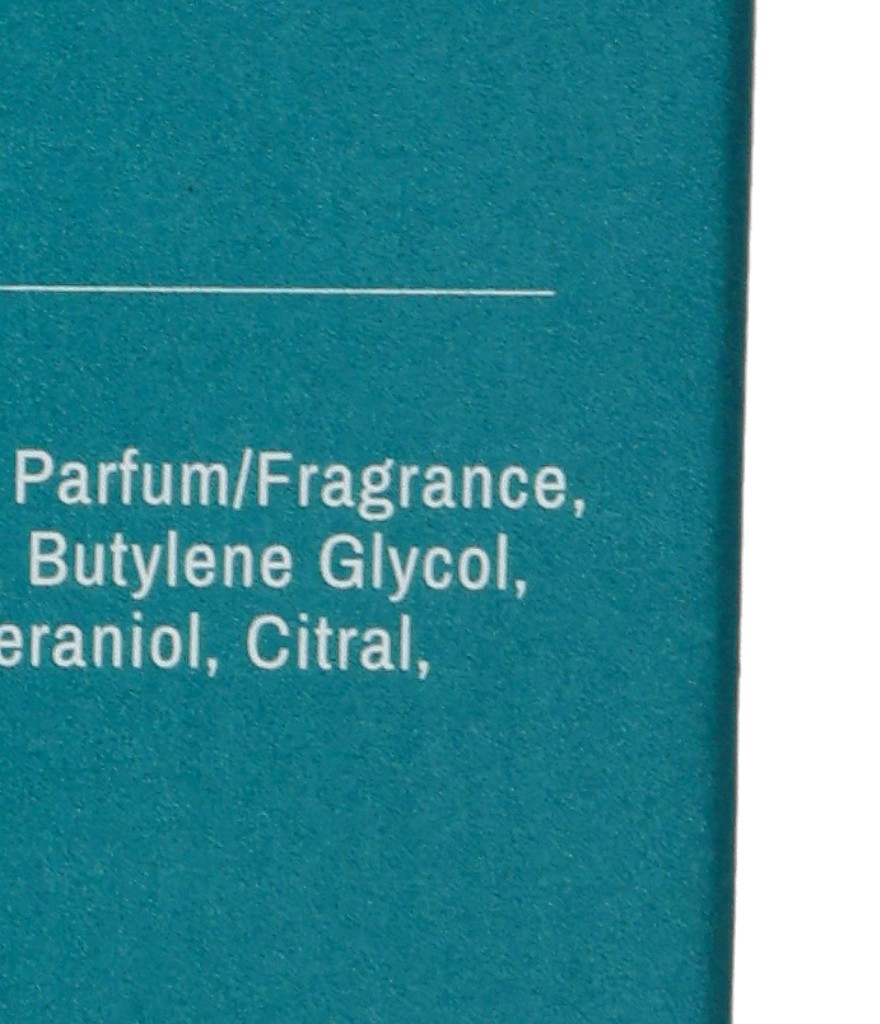 Parfum/Fragrance,
Butylene Glycol,
eraniol, Citral,